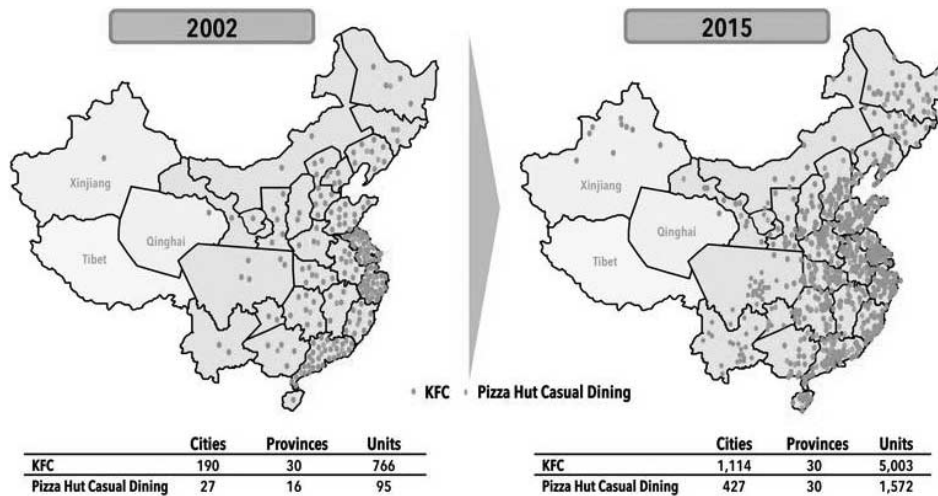 2002
2015
Xinjiang
Qinghai
Tibet
Xinjiang
Qinghai
Tibet
KFC Pizza Hut Casual Dining
Cities Provinces Units
KFC 190 30 766
Pizza Hut Casual Dining 27 16 95
Cities Provinces Units
KFC 1,114 30 5,003
Pizza Hut Casual Dining 427 30 1,572